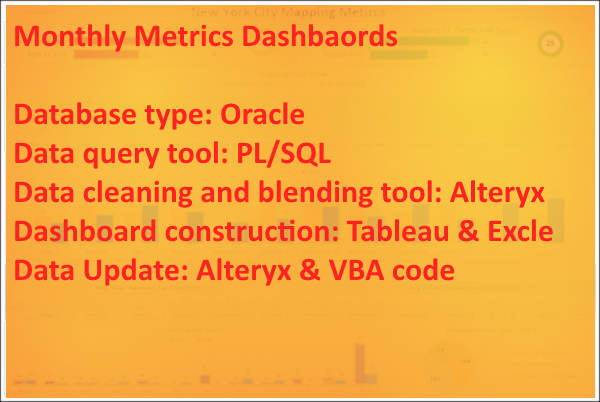 New York City Mapping Metircs
Monthly Metrics Dashbaords
Database type: Oracle
Data query tool: PL/SQL
Data cleaning and blending tool: Alteryx
Dashboard construction: Tableau & Excle
Data Update: Alteryx & VBA code